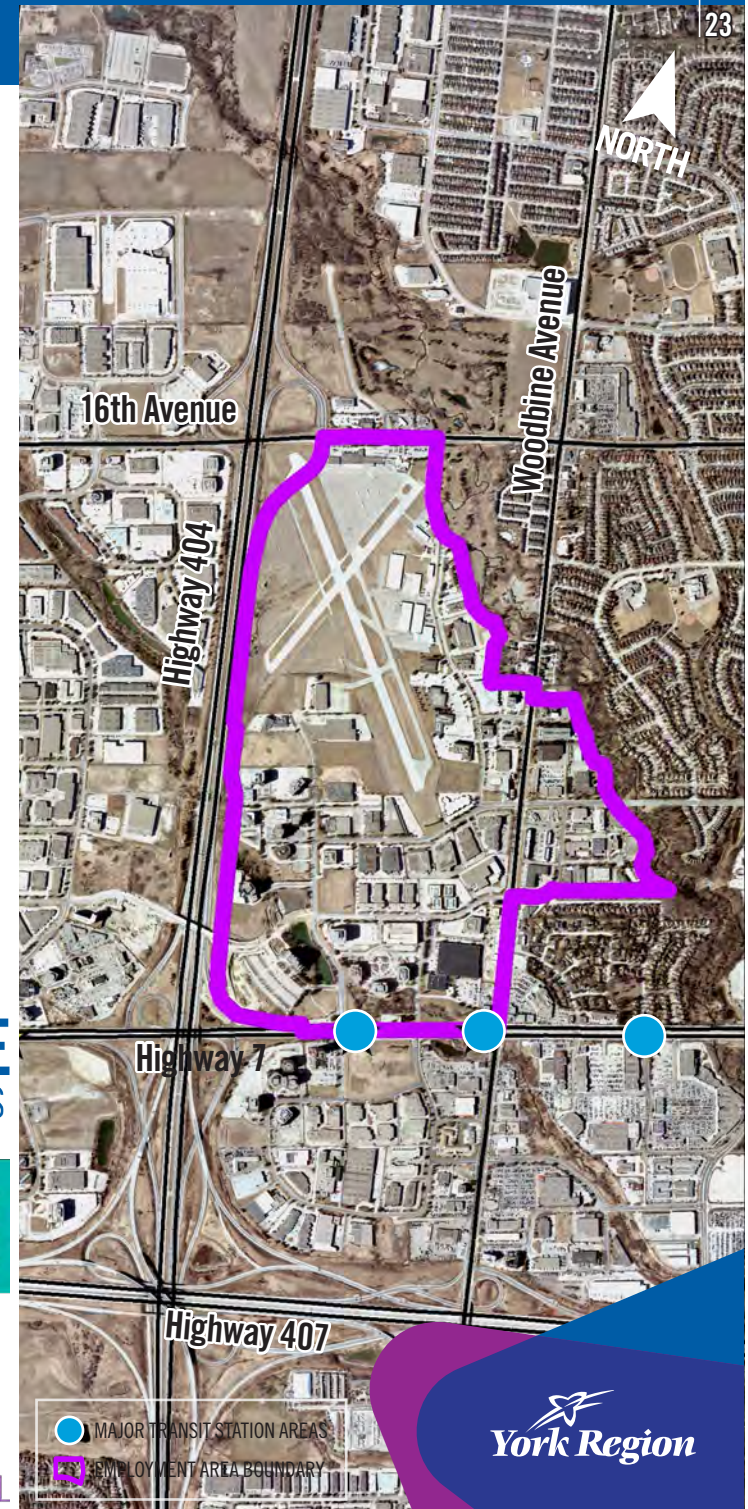 23
NORTH
Woodbine Avenue
16th Avenue
Highway 404
Highway 7
Highway 407
MAJOR TRANSIT STATION AREAS
EMPLOYMENT AREA BOUNDARY
York Region